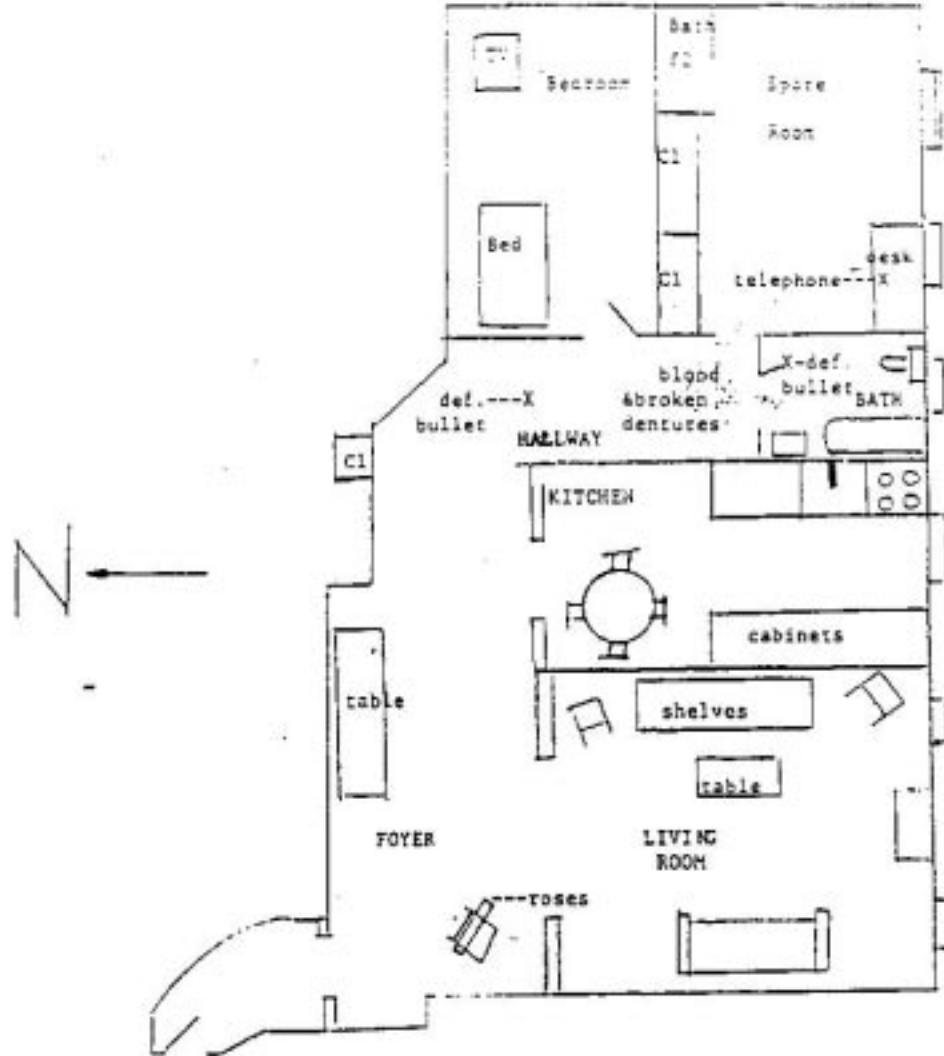 Bath
#2
Bedroom
Spare
Room
Cl
Bed
Cl
desk
telephone---X
blood
&broken
dentures
X-def.
bullet
BATH
def.---X
bullet
HALLWAY
Cl
KITCHEN
N
cabinets
table
shelves
table
FOYER
LIVING
ROOM
---roses